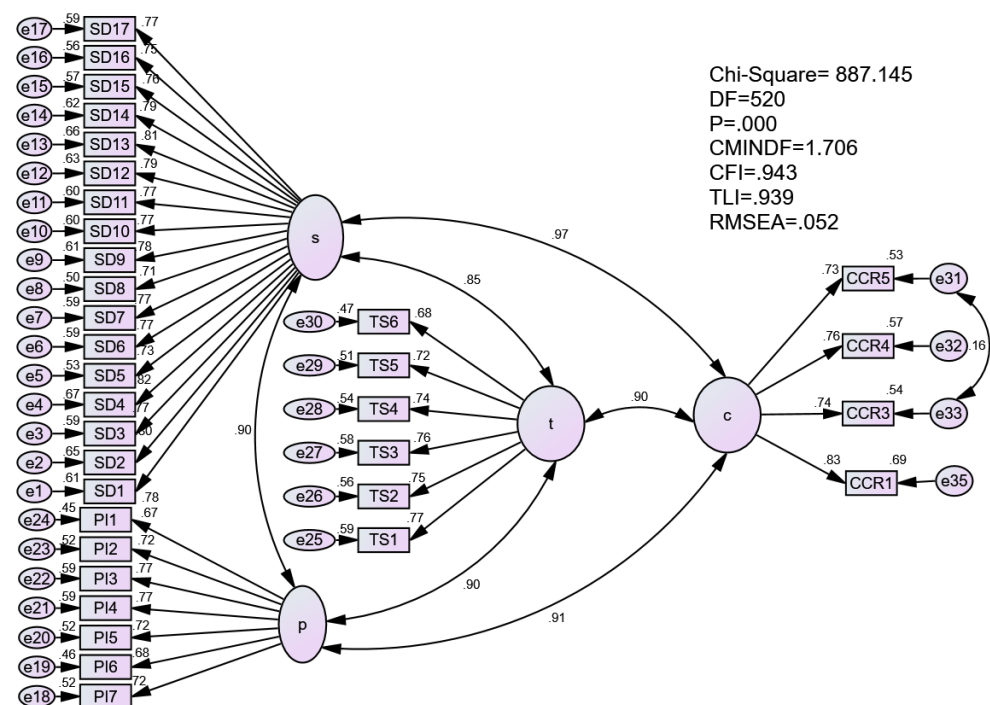 e17 .59 SD17 .77
e16 .56 SD16 .75
e15 .57 SD15 .76
e14 .62 SD14 .79
e13 .66 SD13 .81
e12 .63 SD12 .79
e11 .60 SD11 .77
e10 .60 SD10 .77
e9 .61 SD9 .78
e8 .50 SD8 .71
e7 .59 SD7 .77
e6 .59 SD6 .77
e5 .53 SD5 .73
e4 .67 SD4 .82
e3 .59 SD3 .77
e2 .65 SD2 .80
e1 .61 SD1 .78
e24 .45 PI1 .67
e23 .52 PI2 .72
e22 .59 PI3 .77
e21 .59 PI4 .77
e20 .52 PI5 .72
e19 .46 PI6 .68
e18 .52 PI7 .72
s
p
.90
e30 .47 TS6 .68
e29 .51 TS5 .72
e28 .54 TS4 .74
e27 .58 TS3 .76
e26 .56 TS2 .75
e25 .59 TS1 .77
t
.97
.85
.90
.90
.91
c
Chi-Square= 887.145
DF=520
P=.000
CMINDF=1.706
CFI=.943
TLI=.939
RMSEA=.052
.73 CCR5 .53 e31
.76 CCR4 .57 e32
.16
.74 CCR3 .54 e33
.83 CCR1 .69 e35